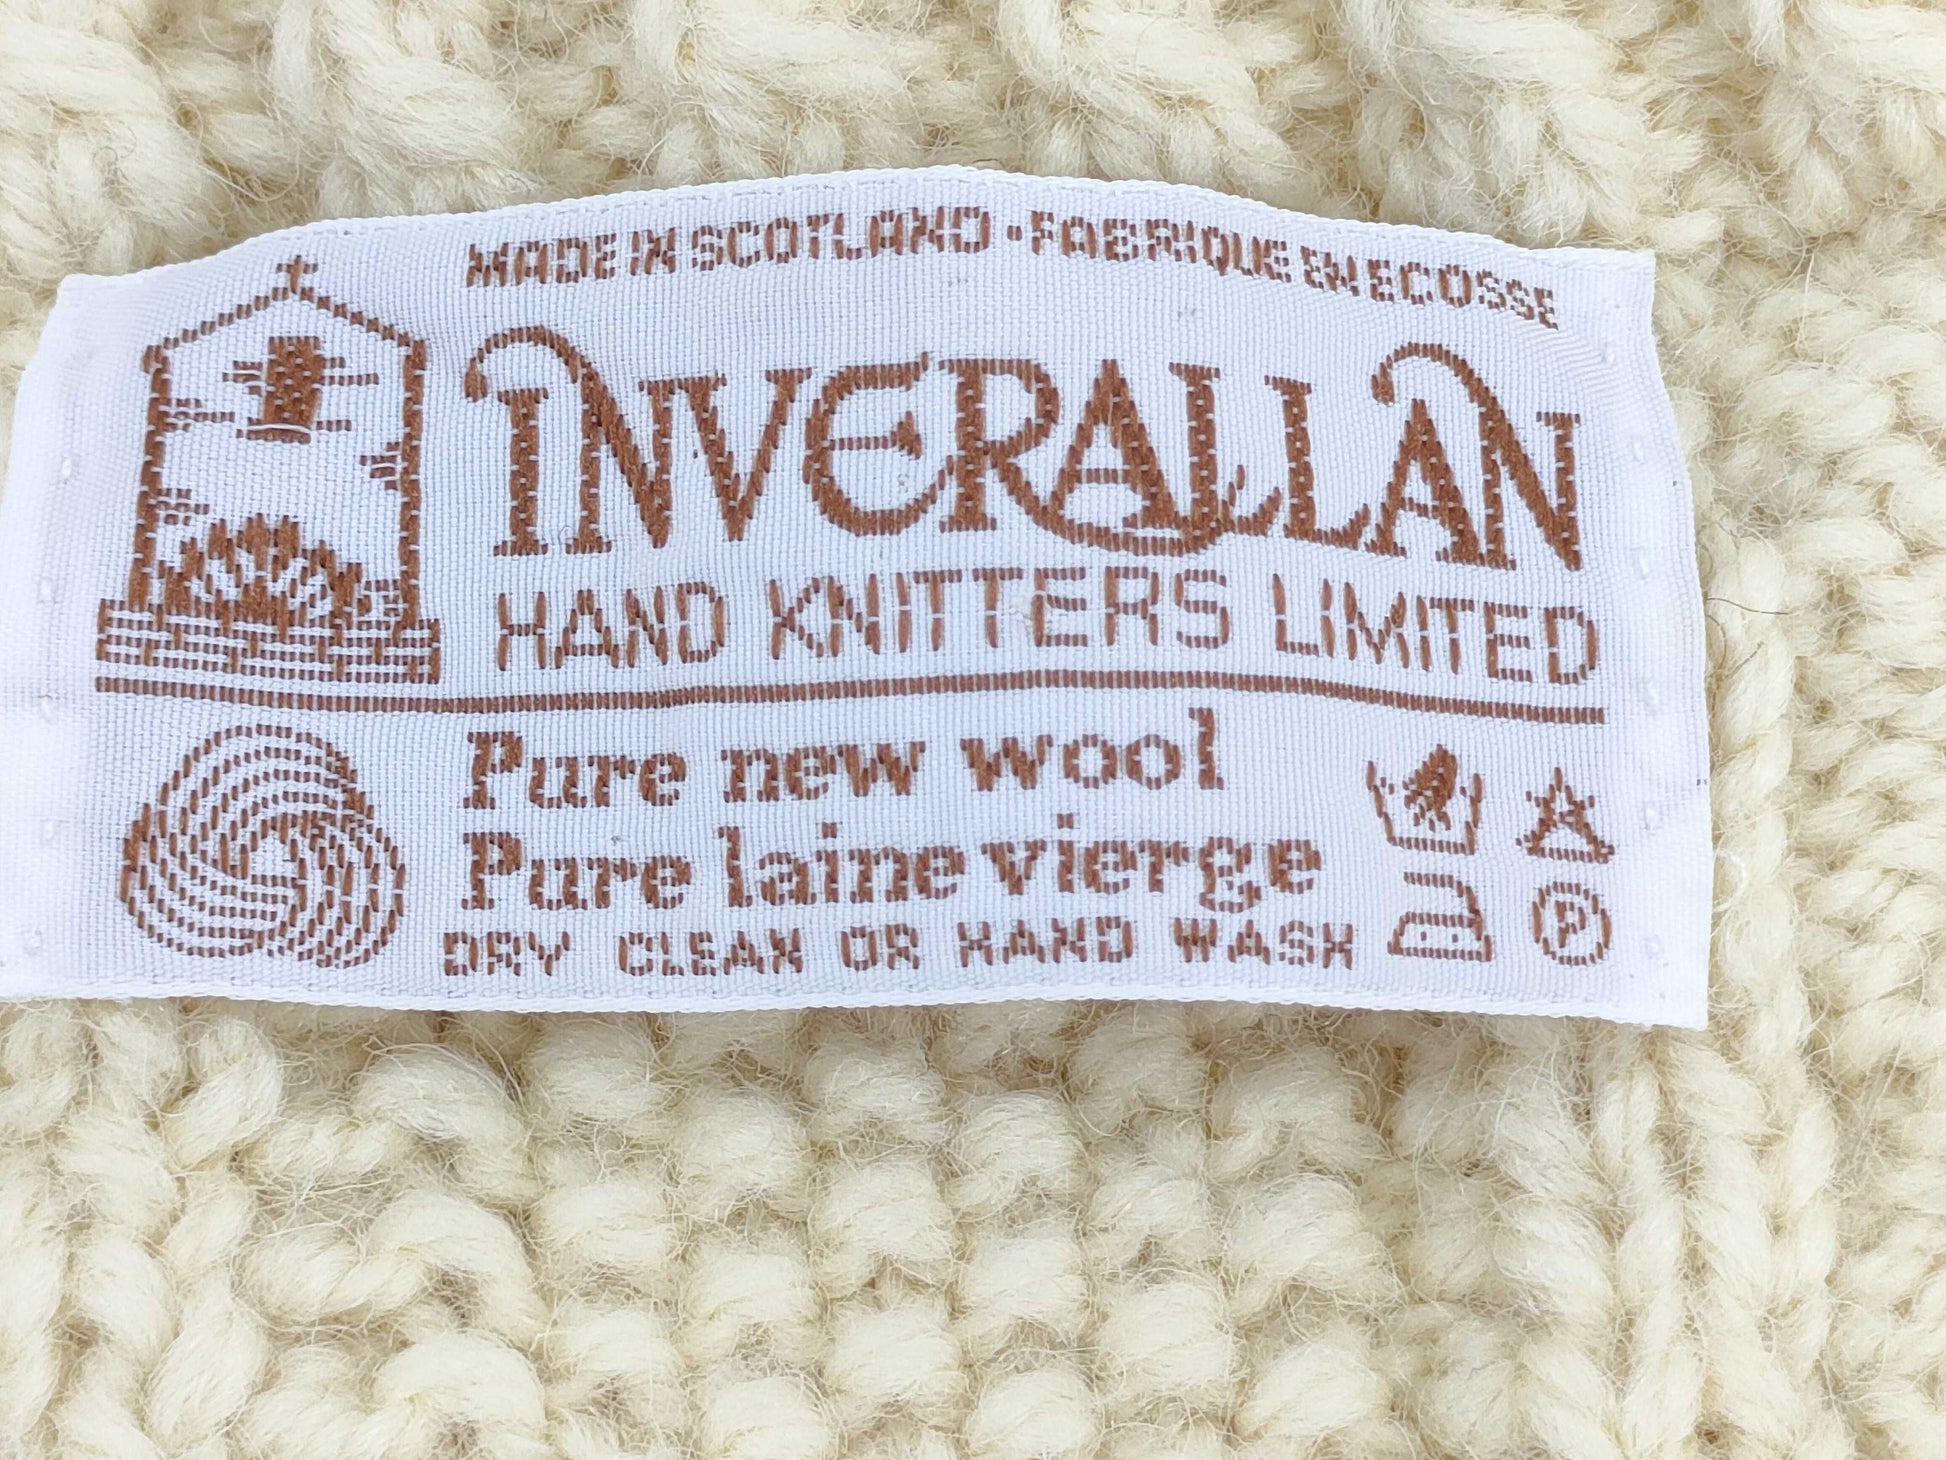 MADE IN SCOTLAND · FABRIQUE EN ECOSSE
INVERALLAN
HAND KNITTERS LIMITED
Pure new wool
Pure laine vierge
DRY CLEAN OR HAND WASH
P